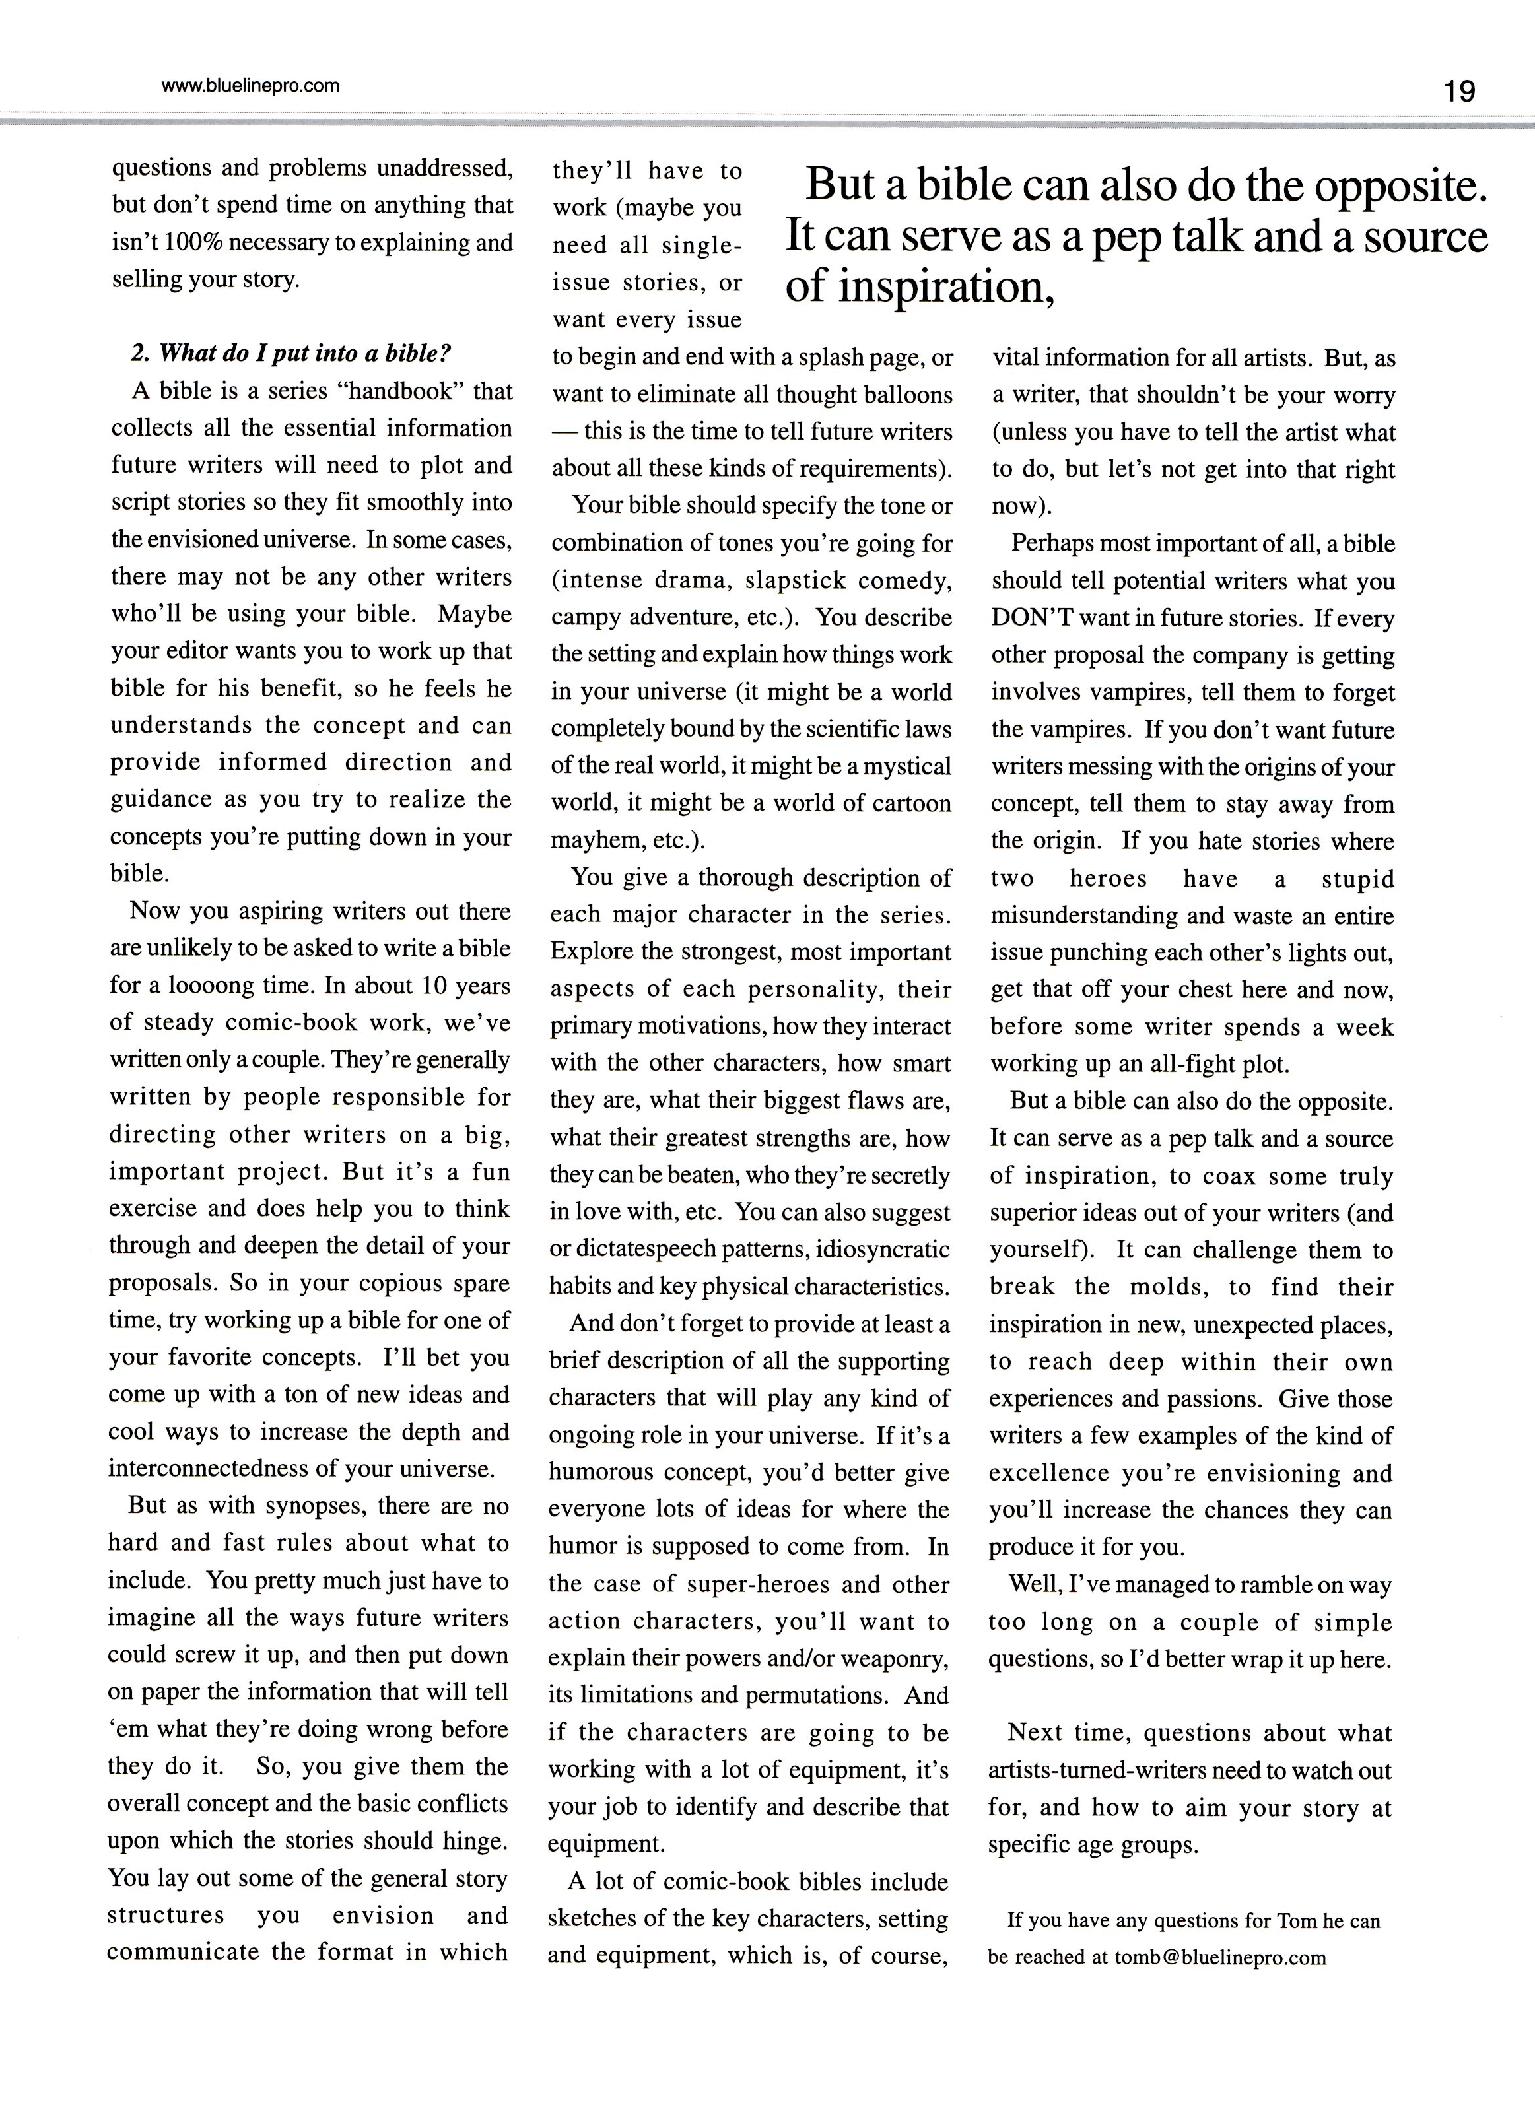 www.bluelinepro.com
19
questions and problems unaddressed,
but don't spend time on anything that
isn't 100% necessary to explaining and
selling your story.
2. What do I put into a bible?
A bible is a series “handbook” that
collects all the essential information
future writers will need to plot and
script stories so they fit smoothly into
the envisioned universe. In some cases,
there may not be any other writers
who'll be using your bible. Maybe
your editor wants you to work up that
bible for his benefit, so he feels he
understands the concept and can
provide informed direction and
guidance as you try to realize the
concepts you're putting down in your
bible.
Now you aspiring writers out there
are unlikely to be asked to write a bible
for a loooong time. In about 10 years
of steady comic-book work, we've
written only a couple. They're generally
written by people responsible for
directing other writers on a big,
important project. But it's a fun
exercise and does help you to think
through and deepen the detail of your
proposals. So in your copious spare
time, try working up a bible for one of
your favorite concepts. I'll bet you
come up with a ton of new ideas and
cool ways to increase the depth and
interconnectedness of your universe.
But as with synopses, there are no
hard and fast rules about what to
include. You pretty much just have to
imagine all the ways future writers
could screw it up, and then put down
on paper the information that will tell
‘em what they're doing wrong before
they do it. So, you give them the
overall concept and the basic conflicts
upon which the stories should hinge.
You lay out some of the general story
structures you envision and
communicate the format in which
they'll have to
work (maybe you
need all single-
issue stories, or
want every issue
to begin and end with a splash page, or
want to eliminate all thought balloons
— this is the time to tell future writers
about all these kinds of requirements).
Your bible should specify the tone or
combination of tones you're going for
(intense drama, slapstick comedy,
campy adventure, etc.). You describe
the setting and explain how things work
in your universe (it might be a world
completely bound by the scientific laws
of the real world, it might be a mystical
world, it might be a world of cartoon
mayhem, etc.).
You give a thorough description of
each major character in the series.
Explore the strongest, most important
aspects of each personality, their
primary motivations, how they interact
with the other characters, how smart
they are, what their biggest flaws are,
what their greatest strengths are, how
they can be beaten, who they're secretly
in love with, etc. You can also suggest
or dictatespeech patterns, idiosyncratic
habits and key physical characteristics.
And don't forget to provide at least a
brief description of all the supporting
characters that will play any kind of
ongoing role in your universe. If it's a
humorous concept, you'd better give
everyone lots of ideas for where the
humor is supposed to come from. In
the case of super-heroes and other
action characters, you'll want to
explain their powers and/or weaponry,
its limitations and permutations. And
if the characters are going to be
working with a lot of equipment, it's
your job to identify and describe that
equipment.
A lot of comic-book bibles include
sketches of the key characters, setting
and equipment, which is, of course,
But a bible can also do the opposite.
It can serve as a pep talk and a source
of inspiration,
vital information for all artists. But, as
a writer, that shouldn't be your worry
(unless you have to tell the artist what
to do, but let's not get into that right
now).
Perhaps most important of all, a bible
should tell potential writers what you
DON'T want in future stories. If every
other proposal the company is getting
involves vampires, tell them to forget
the vampires. If you don't want future
writers messing with the origins of your
concept, tell them to stay away from
the origin. If you hate stories where
two heroes have a stupid
misunderstanding and waste an entire
issue punching each other's lights out,
get that off your chest here and now,
before some writer spends a week
working up an all-fight plot.
But a bible can also do the opposite.
It can serve as a pep talk and a source
of inspiration, to coax some truly
superior ideas out of your writers (and
yourself). It can challenge them to
break the molds, to find their
inspiration in new, unexpected places,
to reach deep within their own
experiences and passions. Give those
writers a few examples of the kind of
excellence you're envisioning and
you'll increase the chances they can
produce it for you.
Well, I've managed to ramble on way
too long on a couple of simple
questions, so I'd better wrap it up here.
Next time, questions about what
artists-turned-writers need to watch out
for, and how to aim your story at
specific age groups.
If you have any questions for Tom he can
be reached at tomb@bluelinepro.com